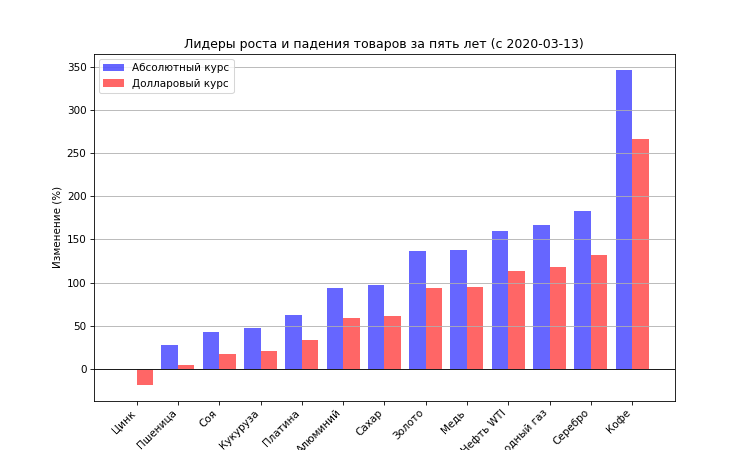 Лидеры роста и падения товаров за пять лет (с 2020-03-13)
Абсолютный курс
Долларовый курс
Изменение (%)
350
300
250
200
150
100
50
0
Цинк
Пшеница
Соя
Кукуруза
Платина
Алюминий
Сахар
Золото
Медь
Нефть WTI
одный газ
Серебро
Кофе